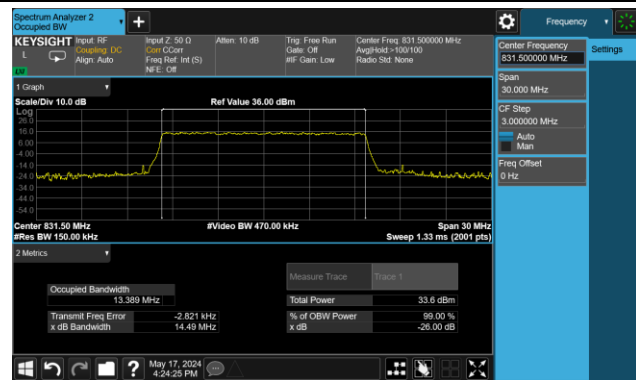 Spectrum Analyzer 2
Occupied BW
Frequency
KEYSIGHT
L
Input: RF
Coupling: DC
Align: Auto
Input Z: 50 Ω
Corr CCorr
Freq Ref: Int (S)
NFE: Off
Atten: 10 dB
Trig: Free Run
Gate: Off
#IF Gain: Low
Center Freq: 831.500000 MHz
Avg|Hold:>100/100
Radio Std: None
Center Frequency
831.500000 MHz
Settings
Span
30.000 MHz
CF Step
3.000000 MHz
Auto
Man
Freq Offset
0 Hz
1 Graph
Scale/Div 10.0 dB
Ref Value 36.00 dBm
Log
26.0
16.0
6.00
-4.00
-14.0
-24.0
-34.0
-44.0
-54.0
Center 831.50 MHz
#Video BW 470.00 kHz
Span 30 MHz
#Res BW 150.00 kHz
Sweep 1.33 ms (2001 pts)
2 Metrics
Measure Trace
Trace 1
Occupied Bandwidth
13.389 MHz
Total Power
33.6 dBm
Transmit Freq Error
-2.821 kHz
% of OBW Power
99.00 %
x dB Bandwidth
14.49 MHz
x dB
-26.00 dB
May 17, 2024
4:24:25 PM